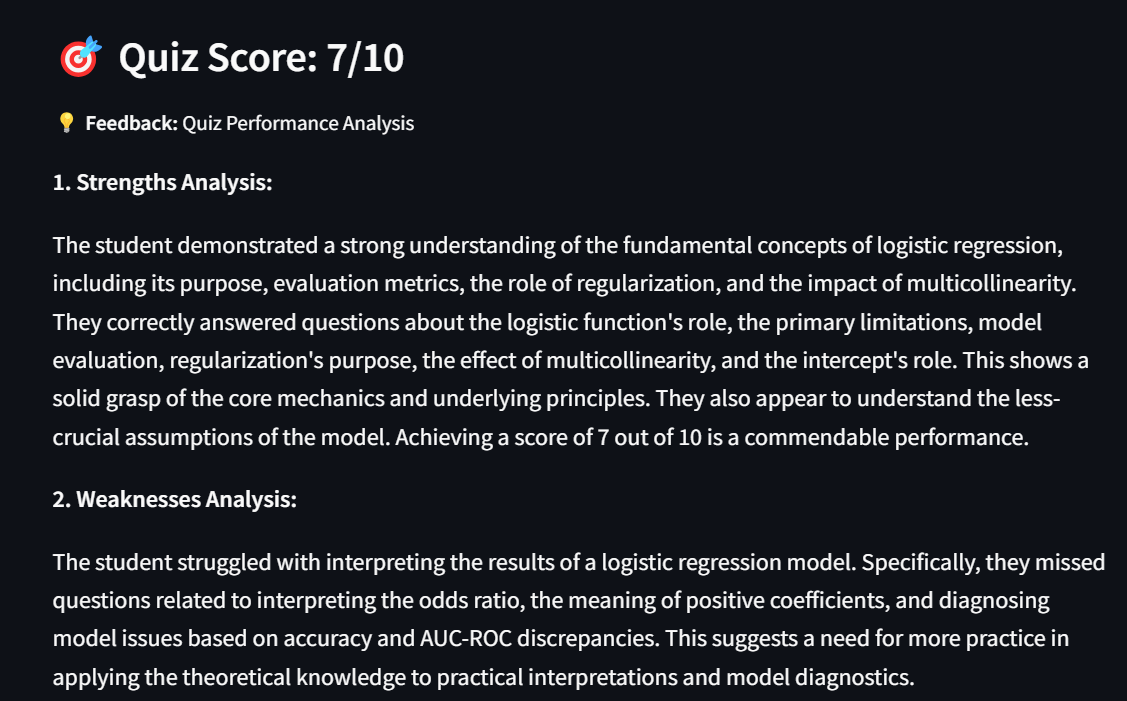 🎯 Quiz Score: 7/10
💡 Feedback: Quiz Performance Analysis
1. Strengths Analysis:
The student demonstrated a strong understanding of the fundamental concepts of logistic regression,
including its purpose, evaluation metrics, the role of regularization, and the impact of multicollinearity.
They correctly answered questions about the logistic function's role, the primary limitations, model
evaluation, regularization's purpose, the effect of multicollinearity, and the intercept's role. This shows a
solid grasp of the core mechanics and underlying principles. They also appear to understand the less-
crucial assumptions of the model. Achieving a score of 7 out of 10 is a commendable performance.
2. Weaknesses Analysis:
The student struggled with interpreting the results of a logistic regression model. Specifically, they missed
questions related to interpreting the odds ratio, the meaning of positive coefficients, and diagnosing
model issues based on accuracy and AUC-ROC discrepancies. This suggests a need for more practice in
applying the theoretical knowledge to practical interpretations and model diagnostics.